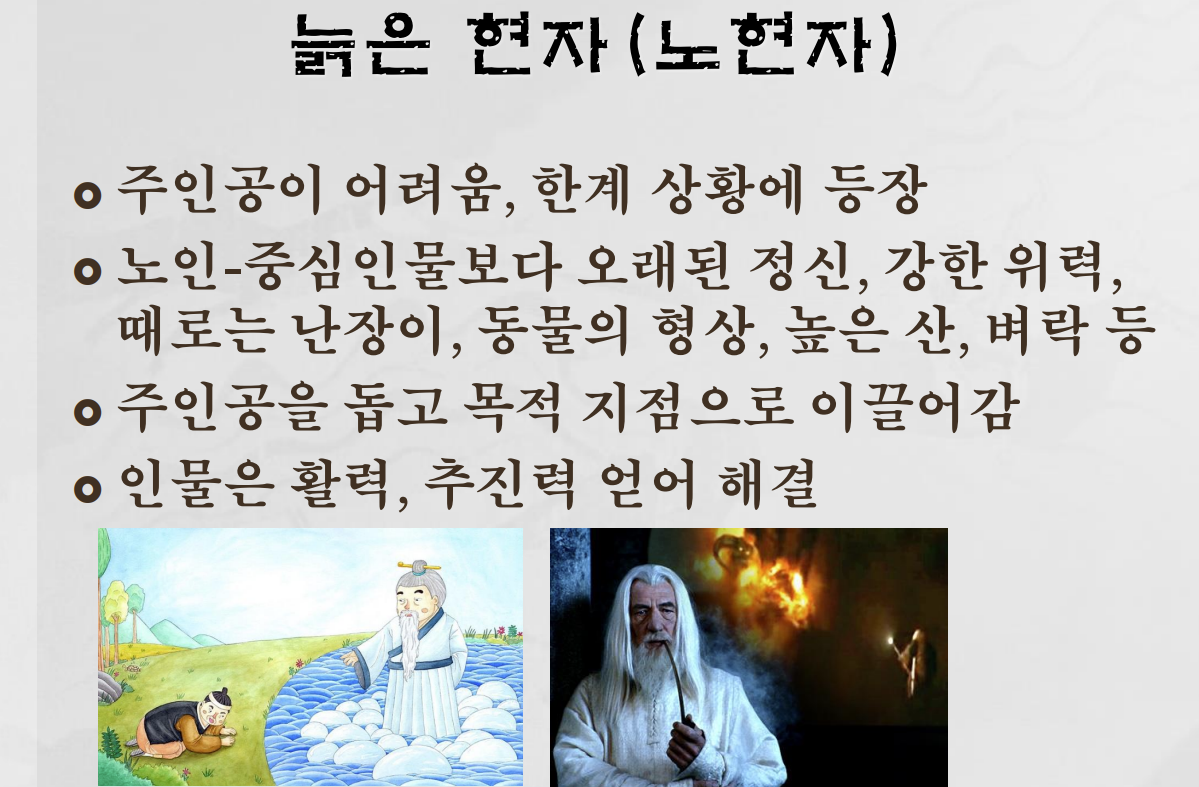 늙은 현자(노현자)
주인공이 어려움, 한계 상황에 등장
노인-중심인물보다 오래된 정신, 강한 위력,
때로는 난장이, 동물의 형상, 높은 산, 벼락 등
주인공을 돕고 목적 지점으로 이끌어감
인물은 활력, 추진력 얻어 해결